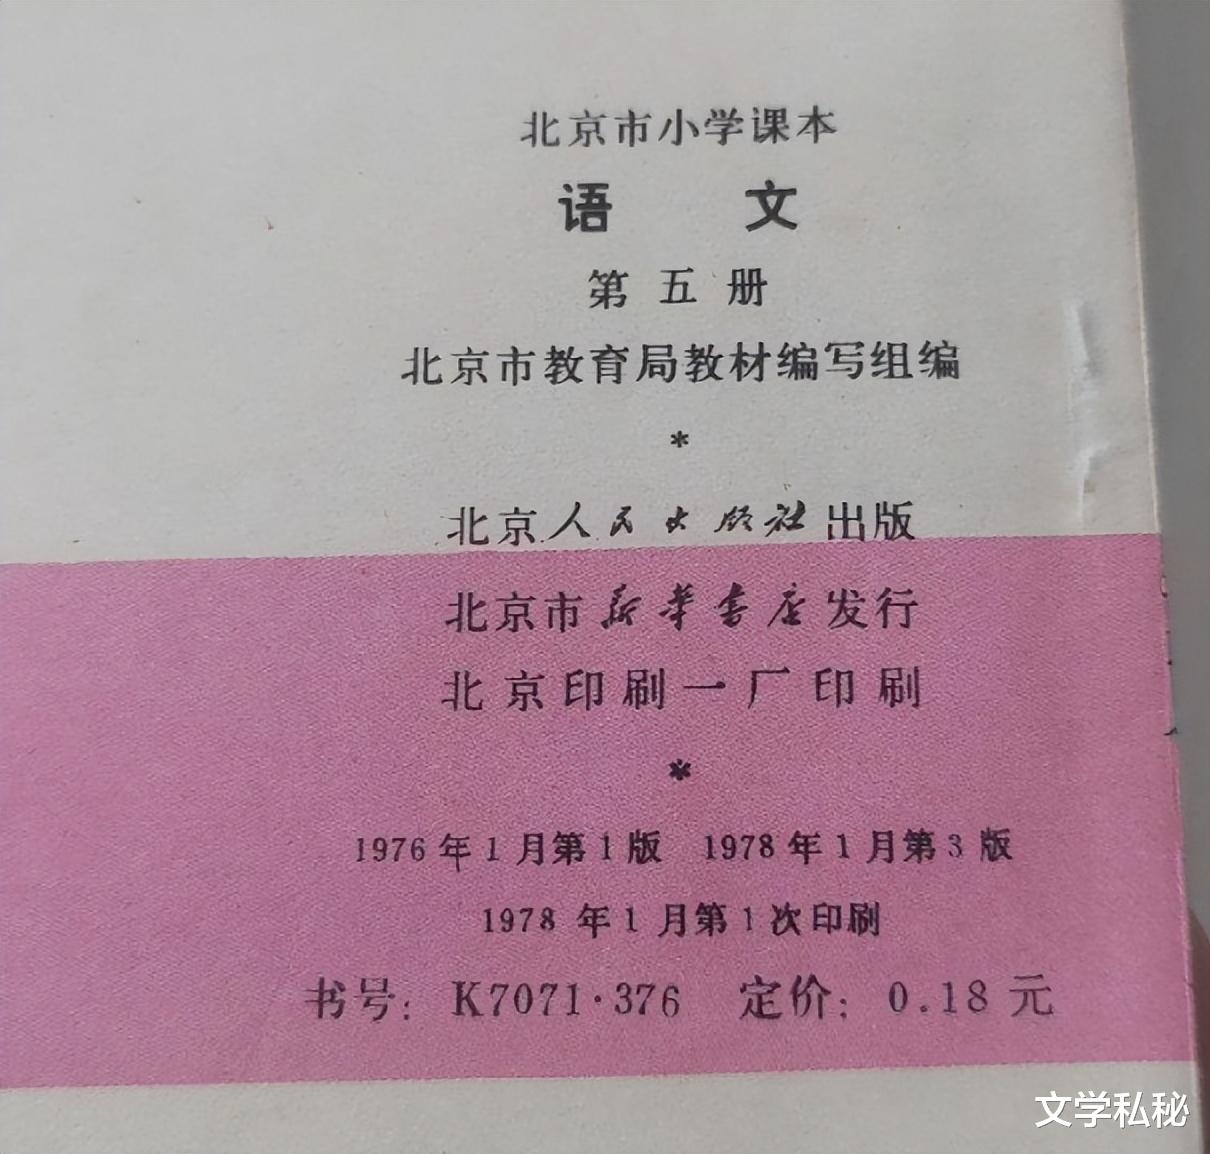 北京市小学课本
语文
第五册
北京市教育局教材编写组编
*
北京人民出版社出版
北京市新华书店发行
北京印刷一厂印刷
*
1976年1月第1版 1978年1月第3版
1978年1月第1次印刷
书号：K7071·376 定价：0.18元
文学私秘